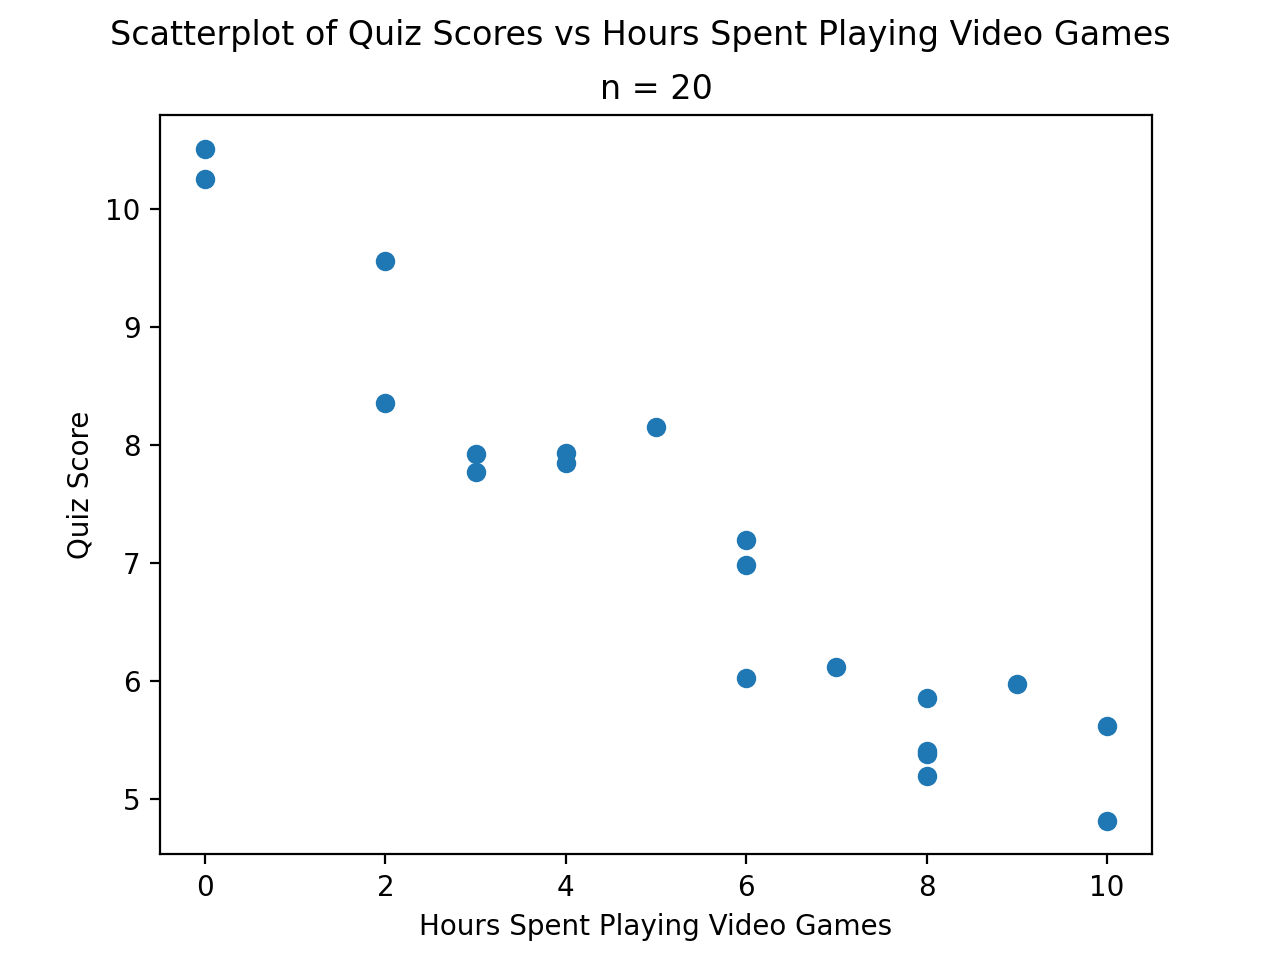 Scatterplot of Quiz Scores vs Hours Spent Playing Video Games
n = 20
10
9
8
7
6
5
Quiz Score
0 2 4 6 8 10
Hours Spent Playing Video Games